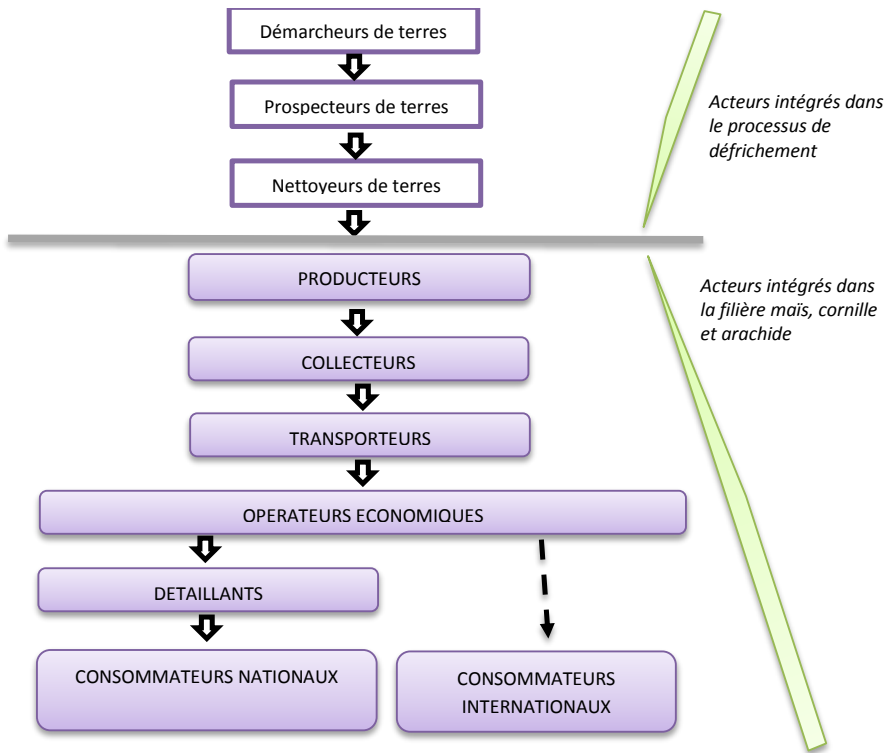 Démarcheurs de terres
Prospecteurs de terres
Nettoyeurs de terres
Acteurs intégrés dans
le processus de
défrichement
PRODUCTEURS
COLLECTEURS
TRANSPORTEURS
OPERATEURS ECONOMIQUES
DETAILLANTS
CONSOMMATEURS NATIONAUX
CONSOMMATEURS
INTERNATIONAUX
Acteurs intégrés dans
la filière maïs, cornille
et arachide